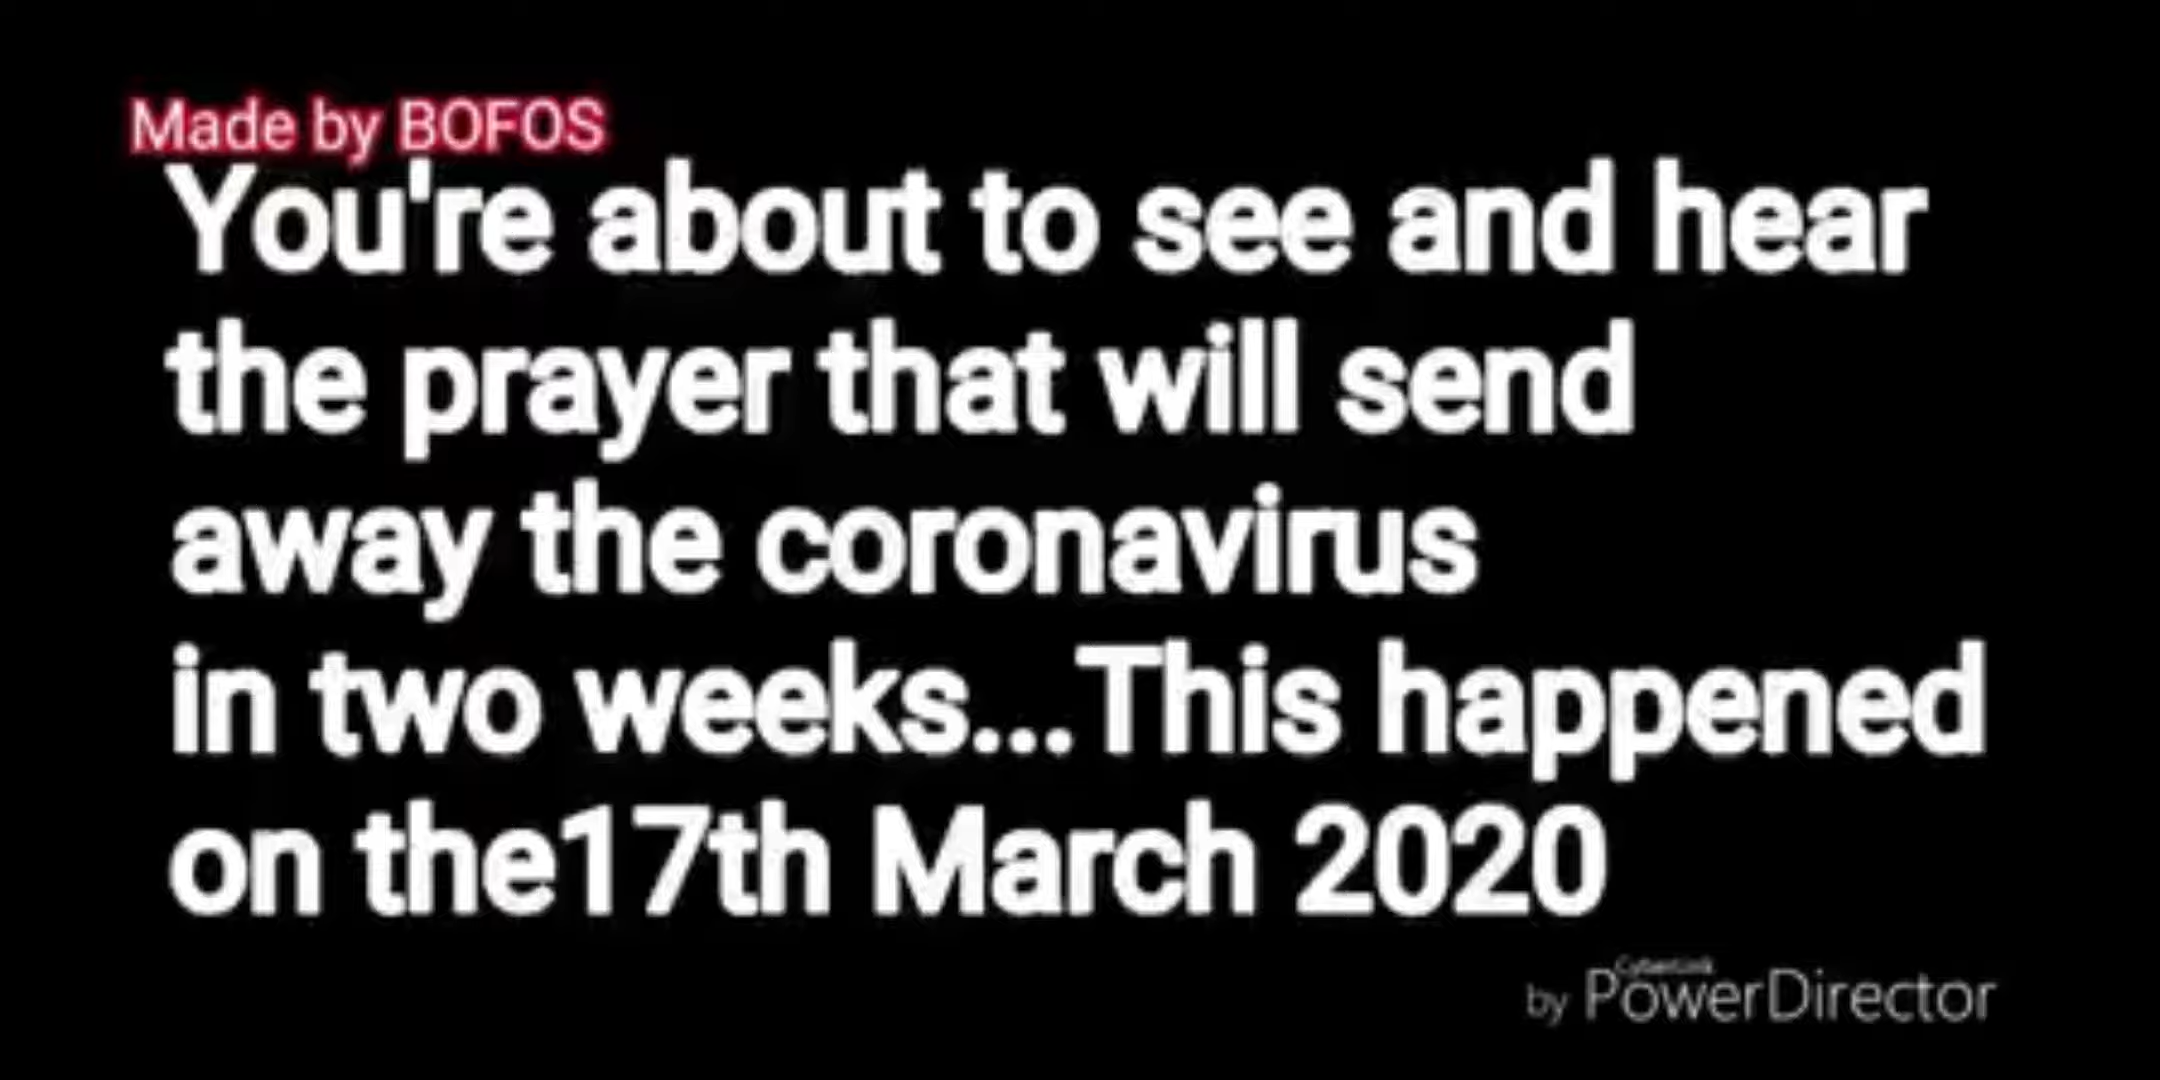 Made by BOFOS
You're about to see and hear
the prayer that will send
away the coronavirus
in two weeks...This happened
on the17th March 2020
CyberLink
by PowerDirector